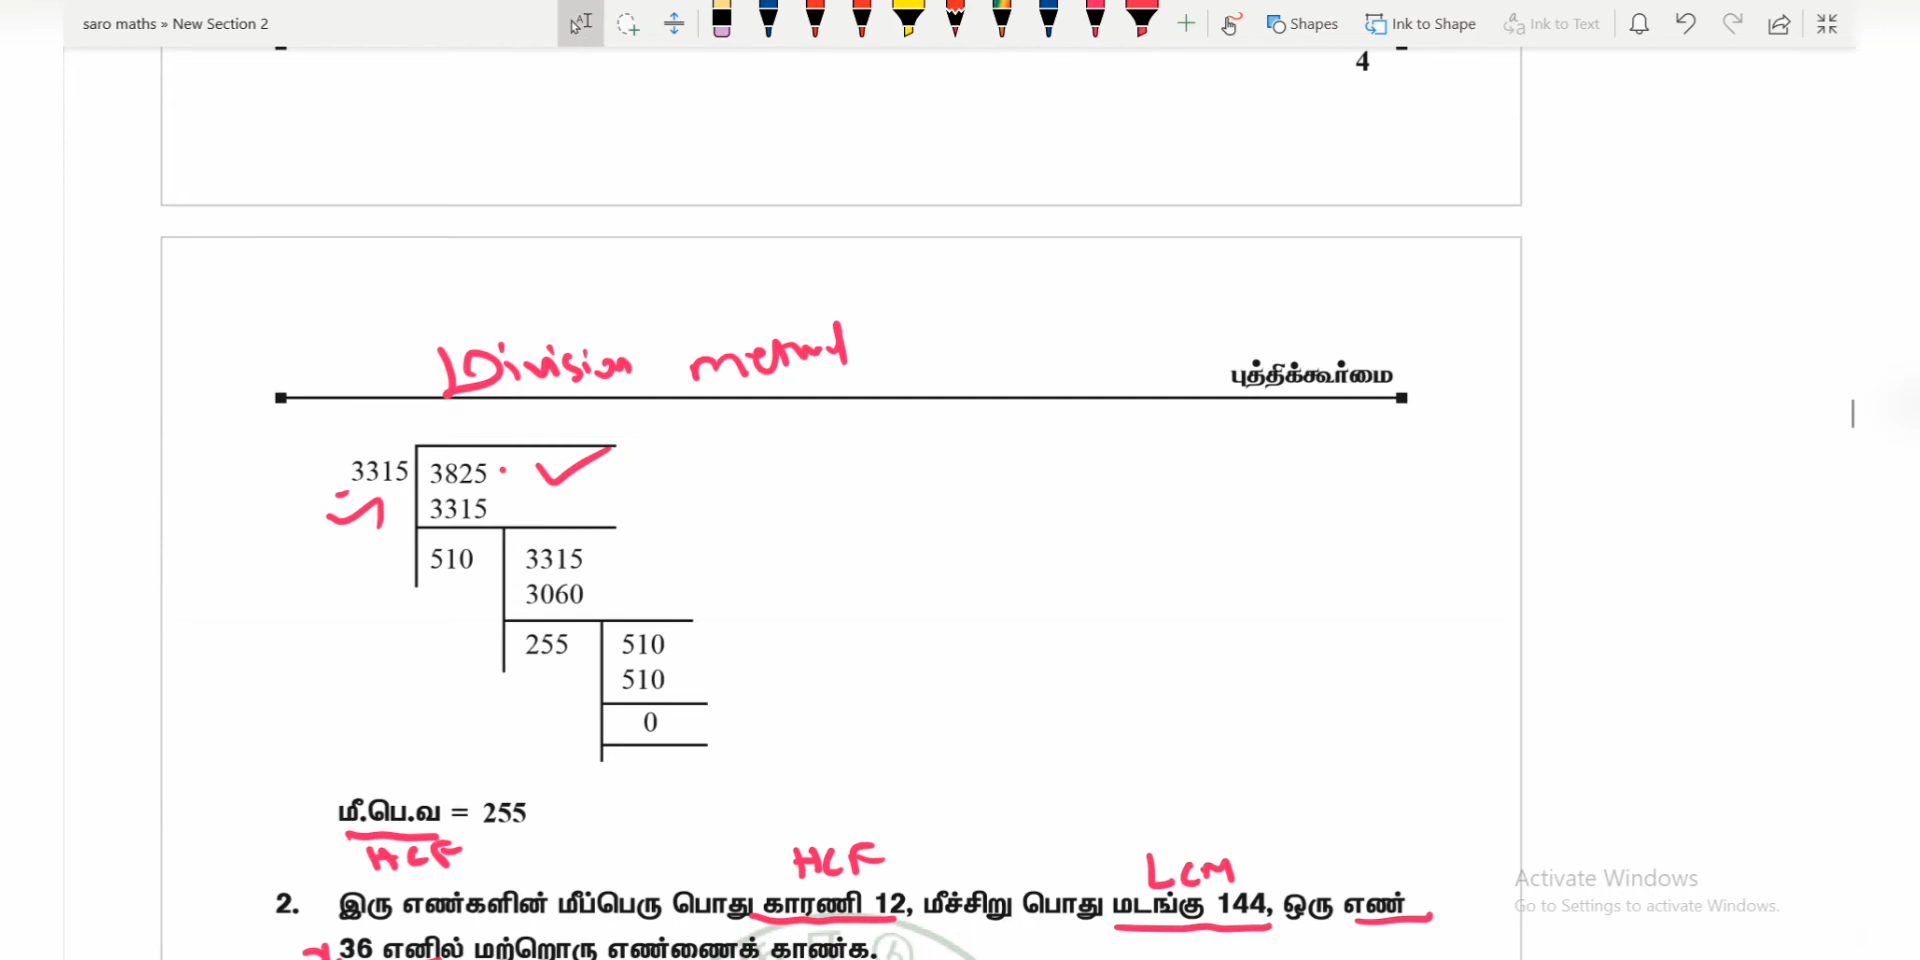 saro maths » New Section 2
Shapes
Ink to Shape
Ink to Text
4
Division method
புத்திக்கூர்மை
3315 3825
3315
510 3315
3060
255 510
510
0
மீ.பெ.வ = 255
HCF
HCF
LCM
2. இரு எண்களின் மீப்பெரு பொது காரணி 12, மீச்சிறு பொது மடங்கு 144, ஒரு எண்
36 எனில் மற்றொரு எண்ணைக் காண்க.
Activate Windows
Go to Settings to activate Windows.